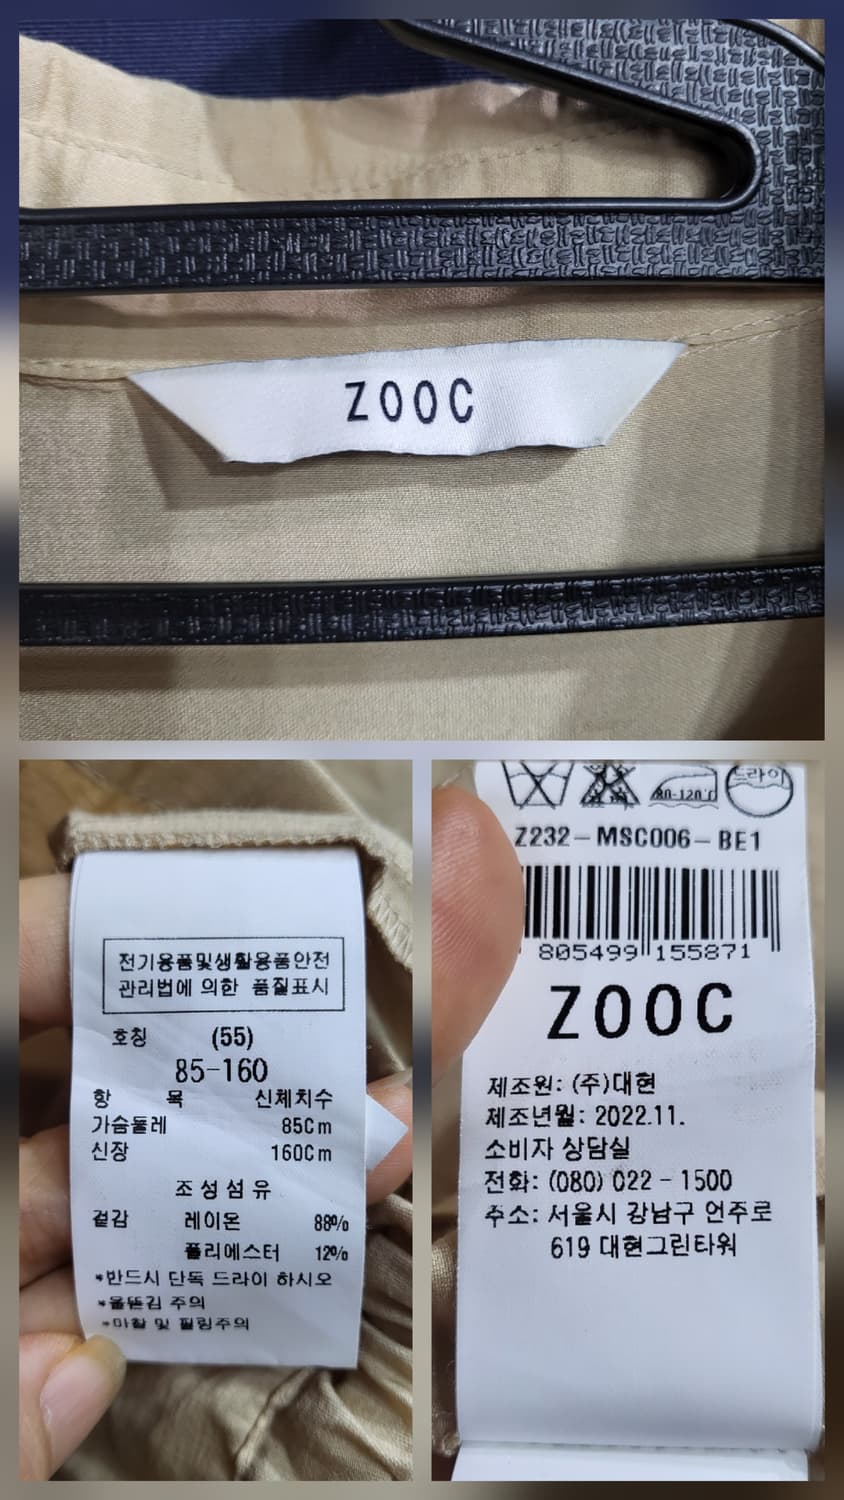 ZOOC
전기용품및생활용품안전
관리법에 의한 품질표시
호칭 (55)
85-160
항 목 신체치수
가슴둘레 85Cm
신장 160Cm
조성섬유
겉감 레이온 88%
폴리에스터 12%
*반드시 단독 드라이 하시오
*올뜯김 주의
*마찰 및 필링주의
80-120℃ 드라이
Z232-MSC006-BE1
805499 155871
ZOOC
제조원: (주)대현
제조년월: 2022.11.
소비자 상담실
전화: (080) 022 - 1500
주소: 서울시 강남구 언주로
619 대현그린타워